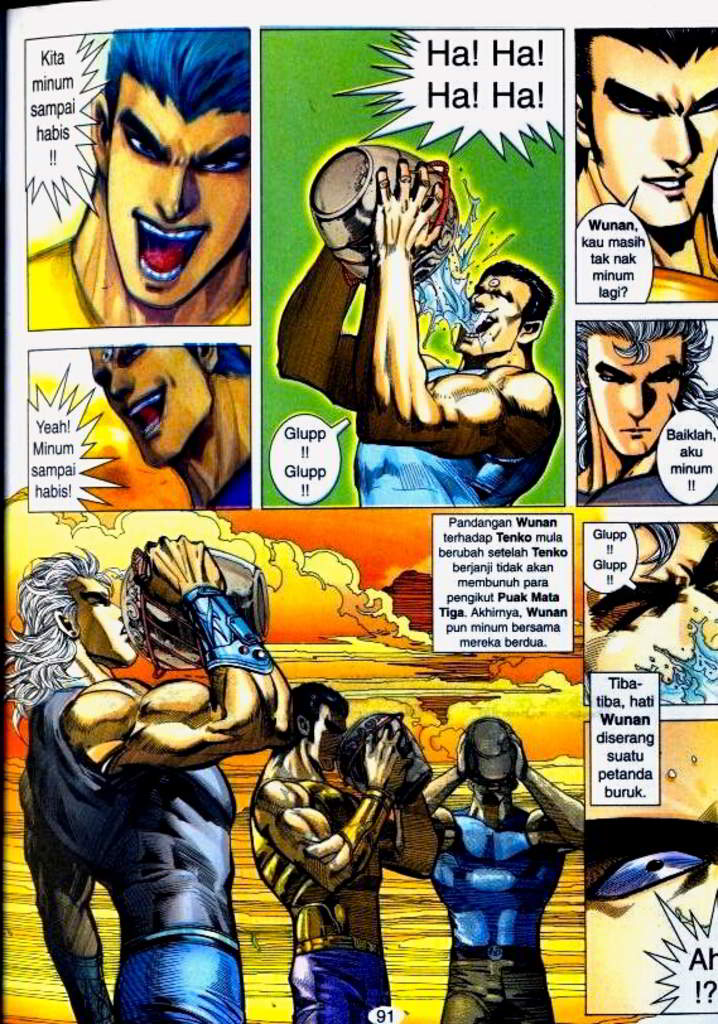 Kita
minum
sampai
habis
!!
Ha! Ha!
Ha! Ha!
Wunan,
kau masih
tak nak
minum
lagi?
Yeah!
Minum
sampai
habis!
Glupp
!!
Glupp
!!
Baiklah,
aku
minum
!!
Pandangan Wunan
terhadap Tenko mula
berubah setelah Tenko
berjanji tidak akan
membunuh para
pengikut Puak Mata
Tiga. Akhirnya, Wunan
pun minum bersama
mereka berdua.
Glupp
!!
Glupp
!!
Tiba-
tiba, hati
Wunan
diserang
suatu
petanda
buruk.
Ah
!?
91